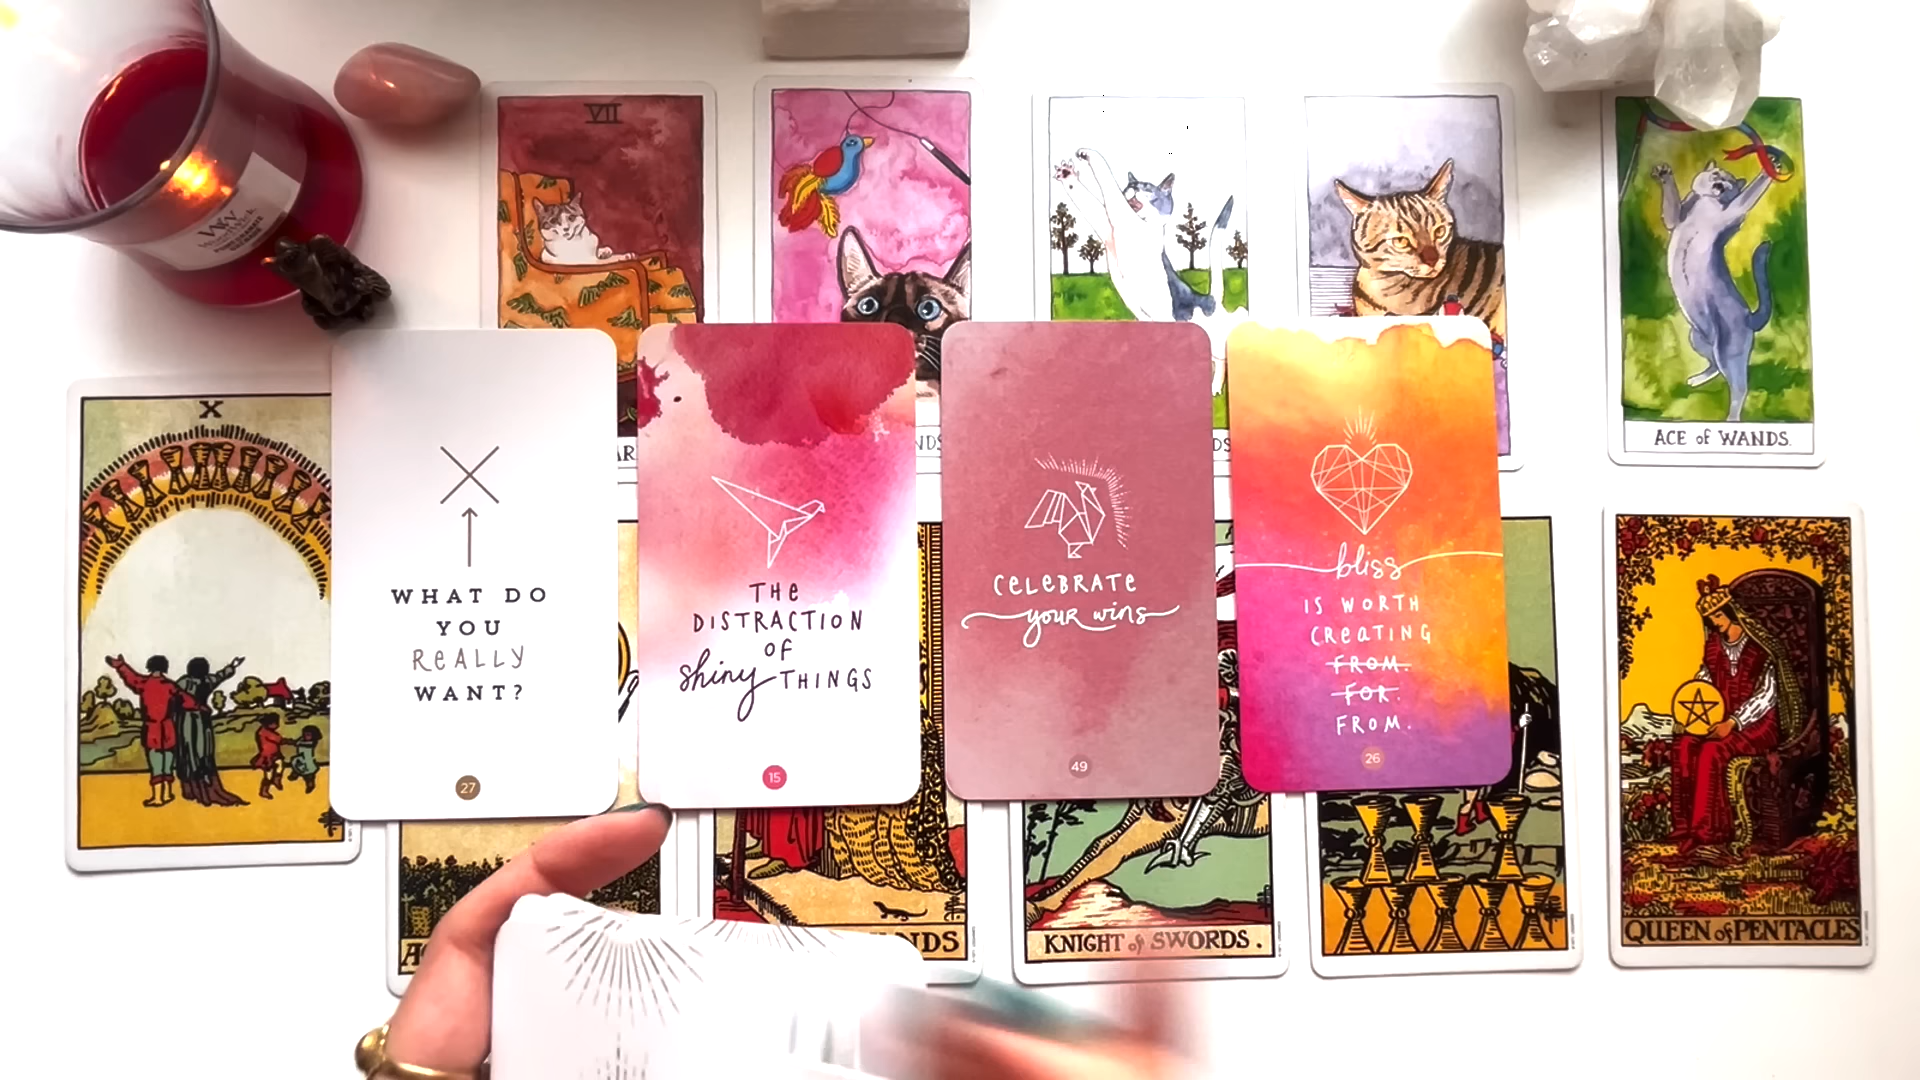 VII
ACE of WANDS.
X
WHAT DO
YOU
REALLY
WANT?
27
THE
DISTRACTION
OF
shiny THINGS
15
CELEBRATE
your wins
49
bliss
IS WORTH
CREATING
FROM.
FOR.
FROM.
26
KNIGHT of SWORDS.
QUEEN of PENTACLES